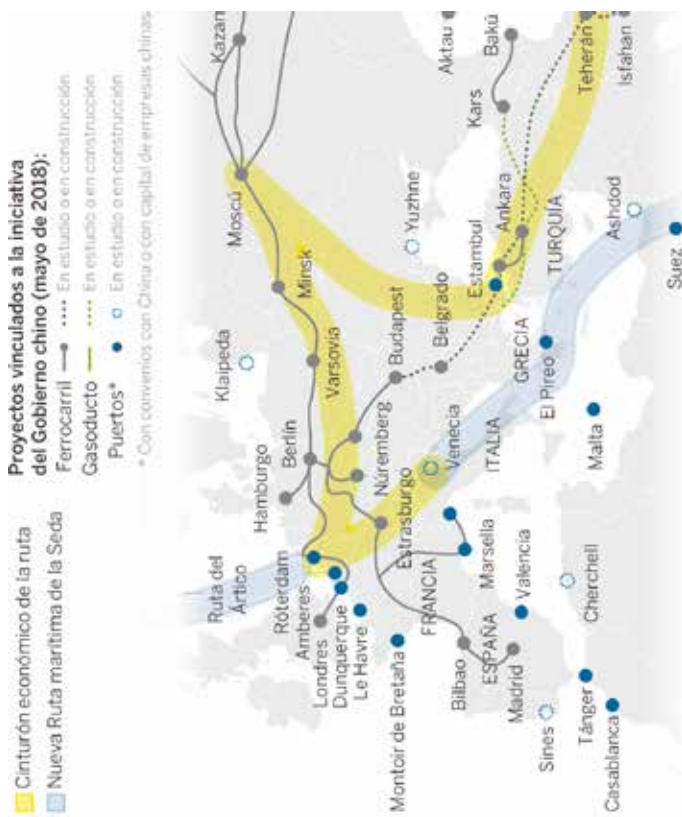 Cinturón económico de la ruta
Nueva Ruta marítima de la Seda
Proyectos vinculados a la iniciativa
del Gobierno chino (mayo de 2018):
Ferrocarril
En estudio o en construcción
Gasoducto
En estudio o en construcción
Puertos*
En estudio o en construcción
* Con convenios con China o con capital de empresas chinas
Ruta del
Ártico
Hamburgo
Berlín
Klaipeda
Moscú
Kazan
Róterdam
Amberes
Londres
Dunquerque
Le Havre
Varsovia
Minsk
Montoir de Bretaña
FRANCIA
Estrasburgo
Núremberg
Budapest
Belgrado
Yuzhne
Aktau
Bilbao
ESPAÑA
Madrid
Marsella
Valencia
Venecia
ITALIA
Estambul
Ankara
Kars
Bakú
TURQUÍA
GRECIA
El Pireo
Teherán
Isfahan
Sines
Tánger
Casablanca
Cherchell
Malta
Ashdod
Suez